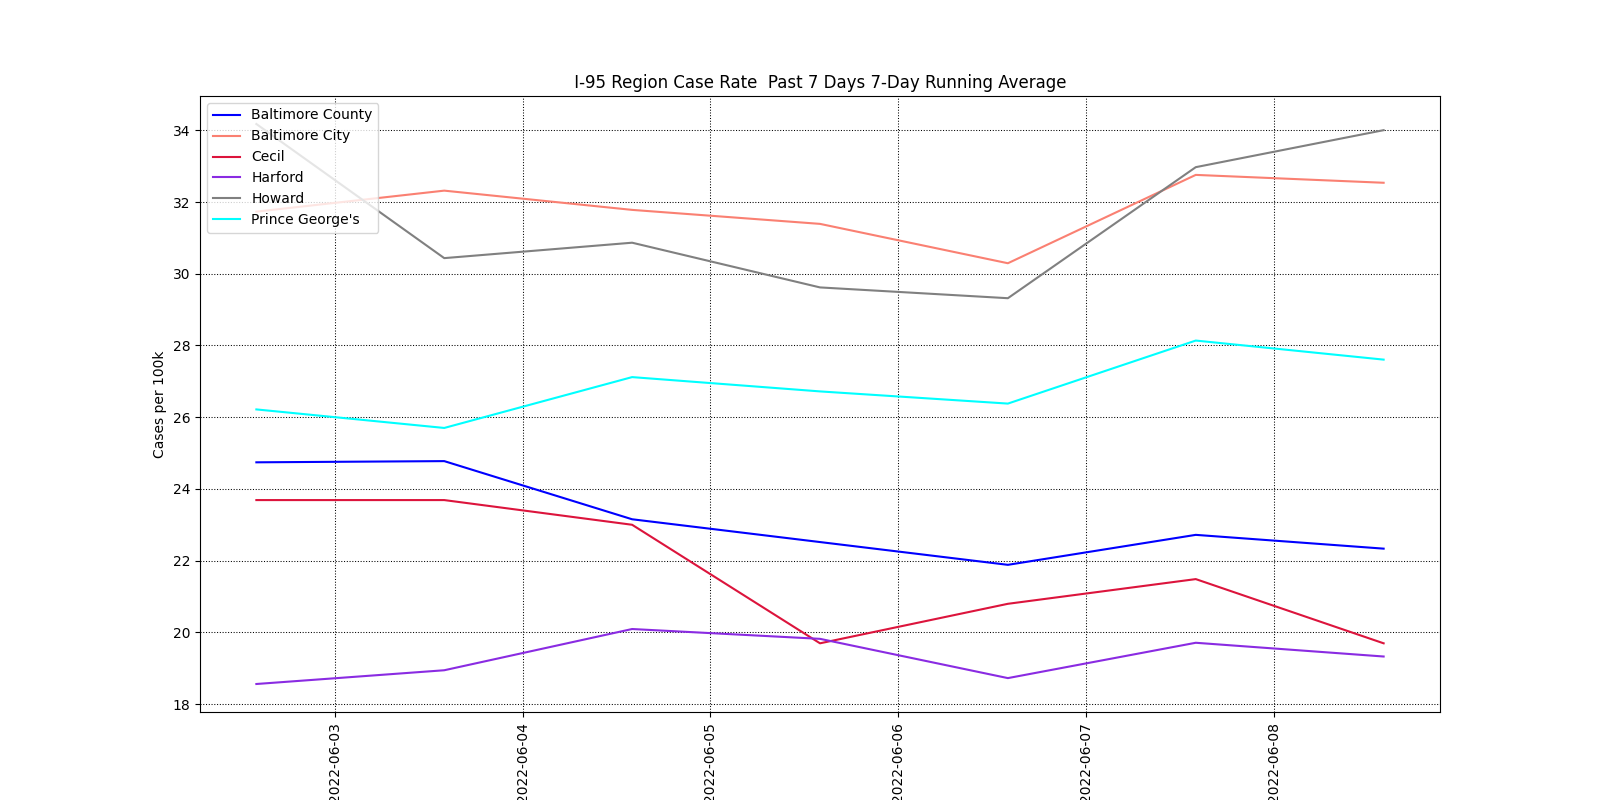 I-95 Region Case Rate  Past 7 Days 7-Day Running Average
Baltimore County
Baltimore City
Cecil
Harford
Howard
Prince George's
Cases per 100k
34
32
30
28
26
24
22
20
18
2022-06-03
2022-06-04
2022-06-05
2022-06-06
2022-06-07
2022-06-08